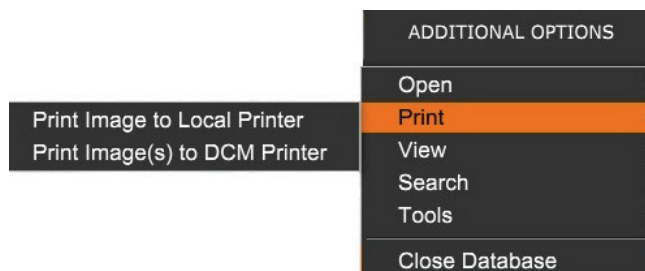 ADDITIONAL OPTIONS
Open
Print
Print Image to Local Printer
Print Image(s) to DCM Printer
View
Search
Tools
Close Database